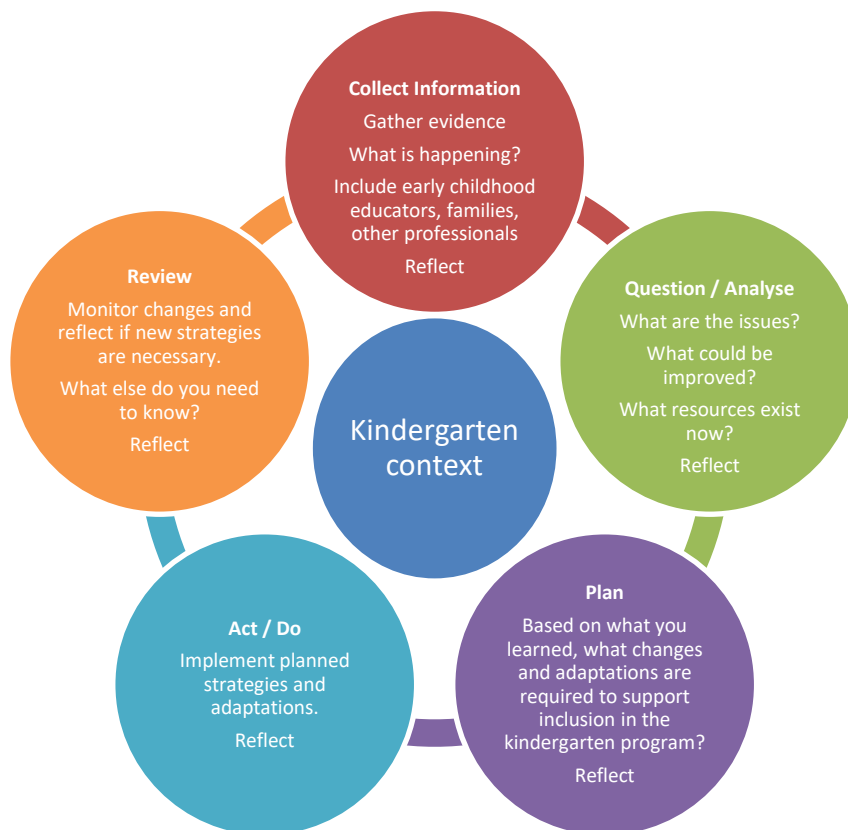 Collect Information
Gather evidence
What is happening?
Include early childhood
educators, families,
other professionals
Reflect
Question / Analyse
What are the issues?
What could be
improved?
What resources exist
now?
Reflect
Plan
Based on what you
learned, what changes
and adaptations are
required to support
inclusion in the
kindergarten program?
Reflect
Act / Do
Implement planned
strategies and
adaptations.
Reflect
Review
Monitor changes and
reflect if new strategies
are necessary.
What else do you need
to know?
Reflect
Kindergarten
context